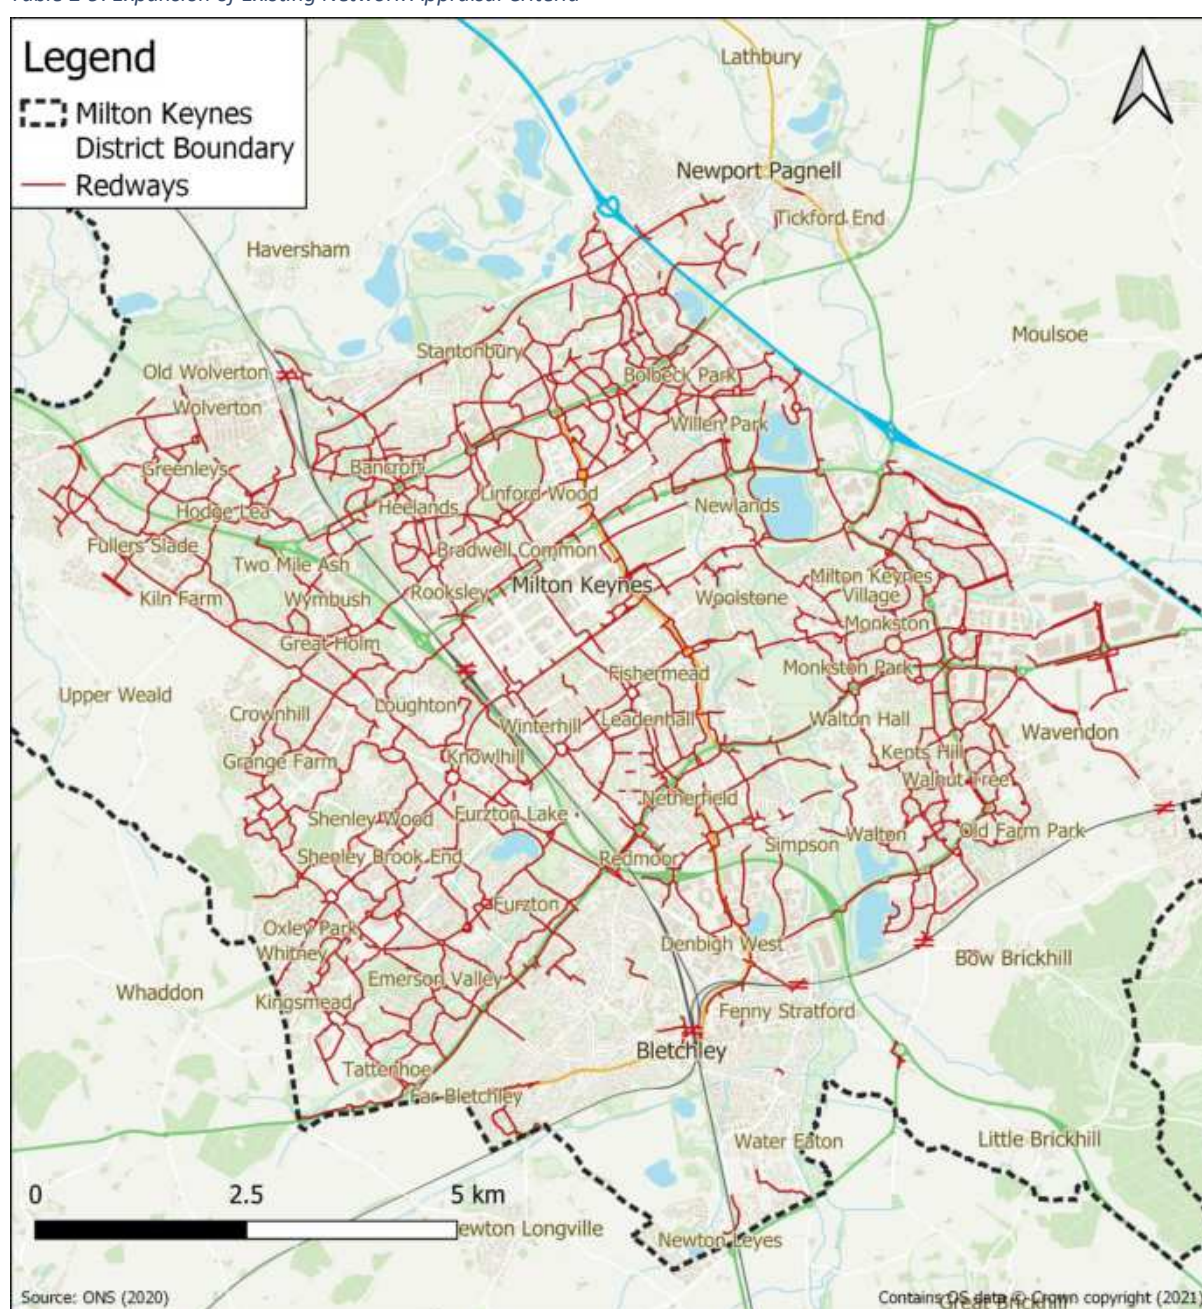 Table 2-3: Expansion of Existing Network Appraisal Criteria
Legend
Milton Keynes
District Boundary
Redways
Lathbury
Newport Pagnell
Tickford End
Haversham
Moulsoe
Stantonbury
Old Wolverton
Bolbeck Park
Wolverton
Willen Park
Greenleys
Bancroft
Linford Wood
Heelands
Hodge Lea
Newlands
Fullers Slade
Bradwell Common
Two Mile Ash
Milton Keynes
Village
Rooksley
Milton Keynes
Kiln Farm
Wymbush
Woolstone
Monkston
Great Holm
Monkston Park
Fishermead
Upper Weald
Loughton
Crownhill
Winterhill
Leadenhall
Walton Hall
Wavendon
Knowlhill
Kents Hill
Grange Farm
Walnut Tree
Netherfield
Furzton Lake
Shenley Wood
Walton
Old Farm Park
Simpson
Shenley Brook End
Redmoor
Furzton
Oxley Park
Denbigh West
Whitney
Bow Brickhill
Emerson Valley
Whaddon
Kingsmead
Fenny Stratford
Bletchley
Tattenhoe
Far Bletchley
Water Eaton
Little Brickhill
0 2.5 5 km
ewton Longville
Newton Leyes
Source: ONS (2020)
Contains OS data © Crown copyright (2021